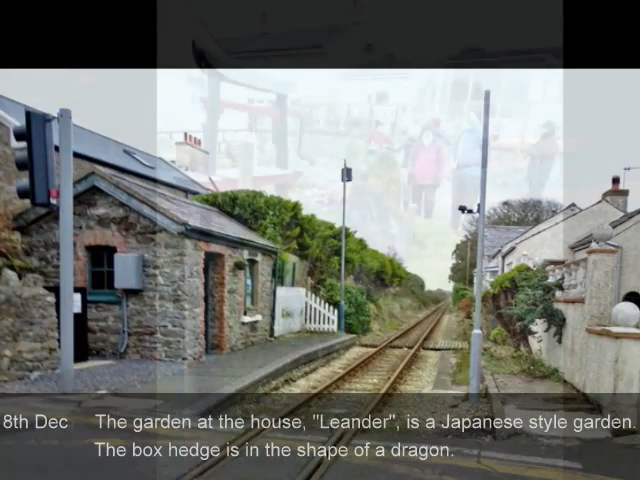 8th Dec The garden at the house, "Leander", is a Japanese style garden.
The box hedge is in the shape of a dragon.